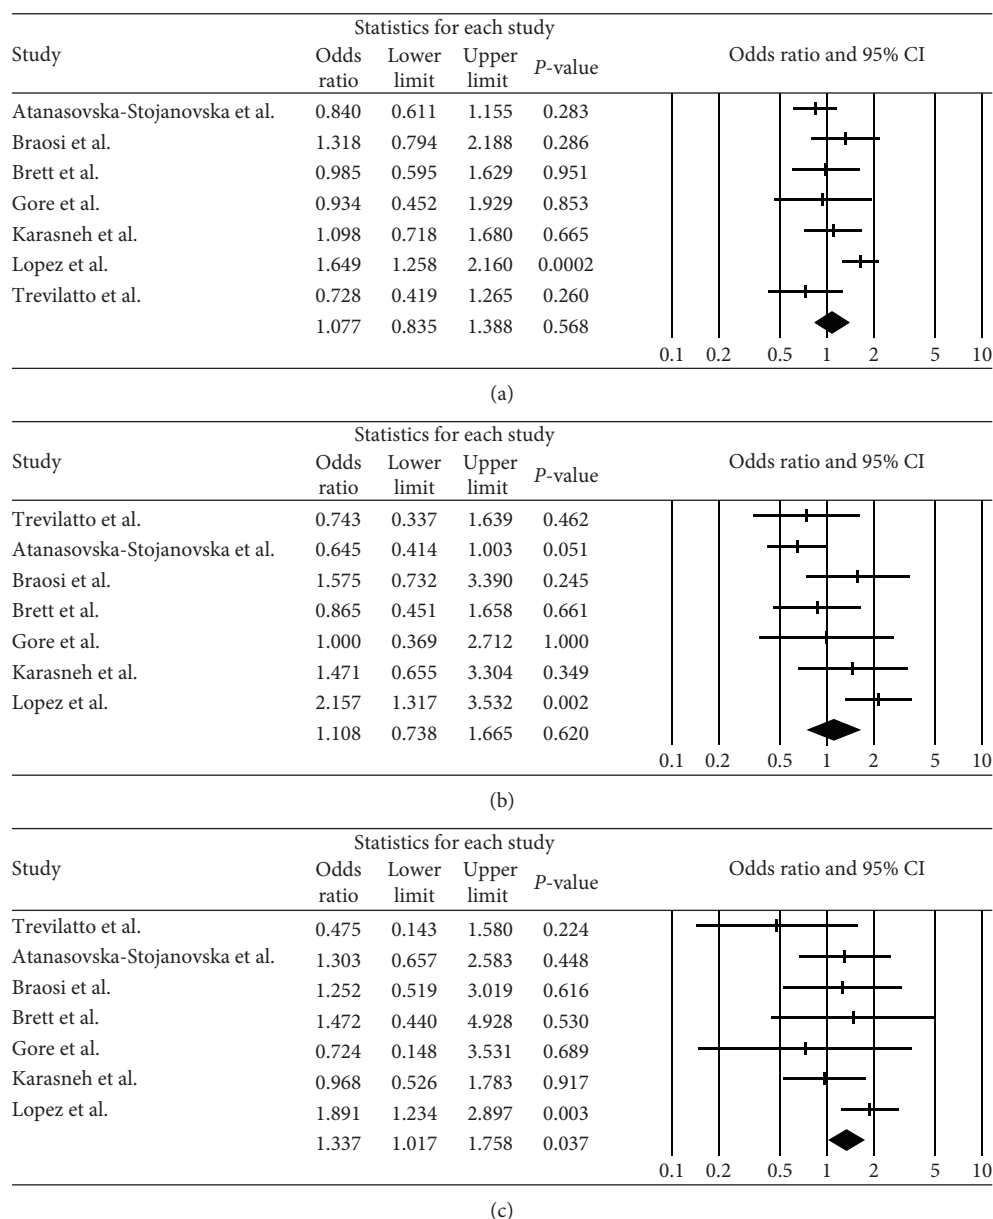 Statistics for each study
Study Odds ratio Lower limit Upper limit P-value Odds ratio and 95% CI
Atanasovska-Stojanovska et al. 0.840 0.611 1.155 0.283
Braosi et al. 1.318 0.794 2.188 0.286
Brett et al. 0.985 0.595 1.629 0.951
Gore et al. 0.934 0.452 1.929 0.853
Karasneh et al. 1.098 0.718 1.680 0.665
Lopez et al. 1.649 1.258 2.160 0.0002
Trevilatto et al. 0.728 0.419 1.265 0.260
1.077 0.835 1.388 0.568
0.1 0.2 0.5 1 2 5 10
(a)
Statistics for each study
Study Odds ratio Lower limit Upper limit P-value Odds ratio and 95% CI
Trevilatto et al. 0.743 0.337 1.639 0.462
Atanasovska-Stojanovska et al. 0.645 0.414 1.003 0.051
Braosi et al. 1.575 0.732 3.390 0.245
Brett et al. 0.865 0.451 1.658 0.661
Gore et al. 1.000 0.369 2.712 1.000
Karasneh et al. 1.471 0.655 3.304 0.349
Lopez et al. 2.157 1.317 3.532 0.002
1.108 0.738 1.665 0.620
0.1 0.2 0.5 1 2 5 10
(b)
Statistics for each study
Study Odds ratio Lower limit Upper limit P-value Odds ratio and 95% CI
Trevilatto et al. 0.475 0.143 1.580 0.224
Atanasovska-Stojanovska et al. 1.303 0.657 2.583 0.448
Braosi et al. 1.252 0.519 3.019 0.616
Brett et al. 1.472 0.440 4.928 0.530
Gore et al. 0.724 0.148 3.531 0.689
Karasneh et al. 0.968 0.526 1.783 0.917
Lopez et al. 1.891 1.234 2.897 0.003
1.337 1.017 1.758 0.037
0.1 0.2 0.5 1 2 5 10
(c)